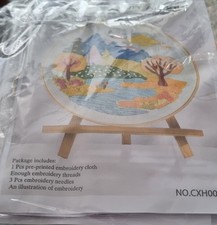 Package includes:
1 Pcs pre-printed embroidery cloth
Enough embroidery threads
3 Pcs embroidery needles
An illustration of embroidery
NO.CXH00